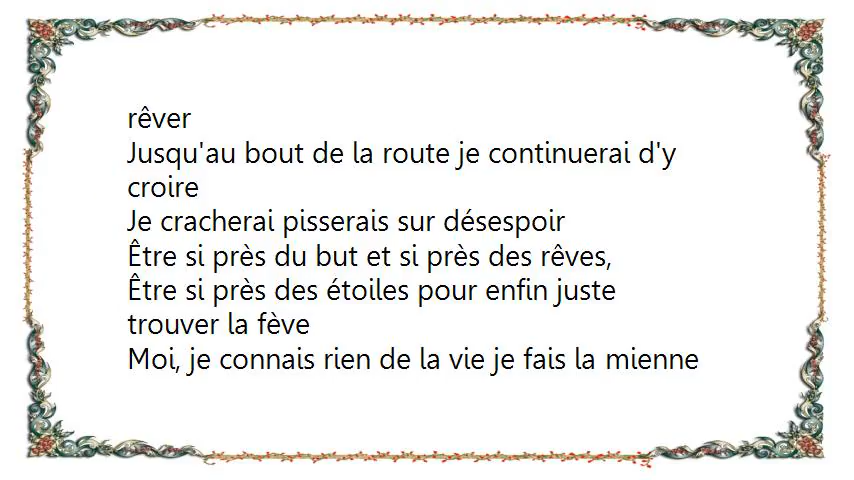 rêver
Jusqu'au bout de la route je continuerai d'y
croire
Je cracherai pisserais sur désespoir
Être si près du but et si près des rêves,
Être si près des étoiles pour enfin juste
trouver la fève
Moi, je connais rien de la vie je fais la mienne